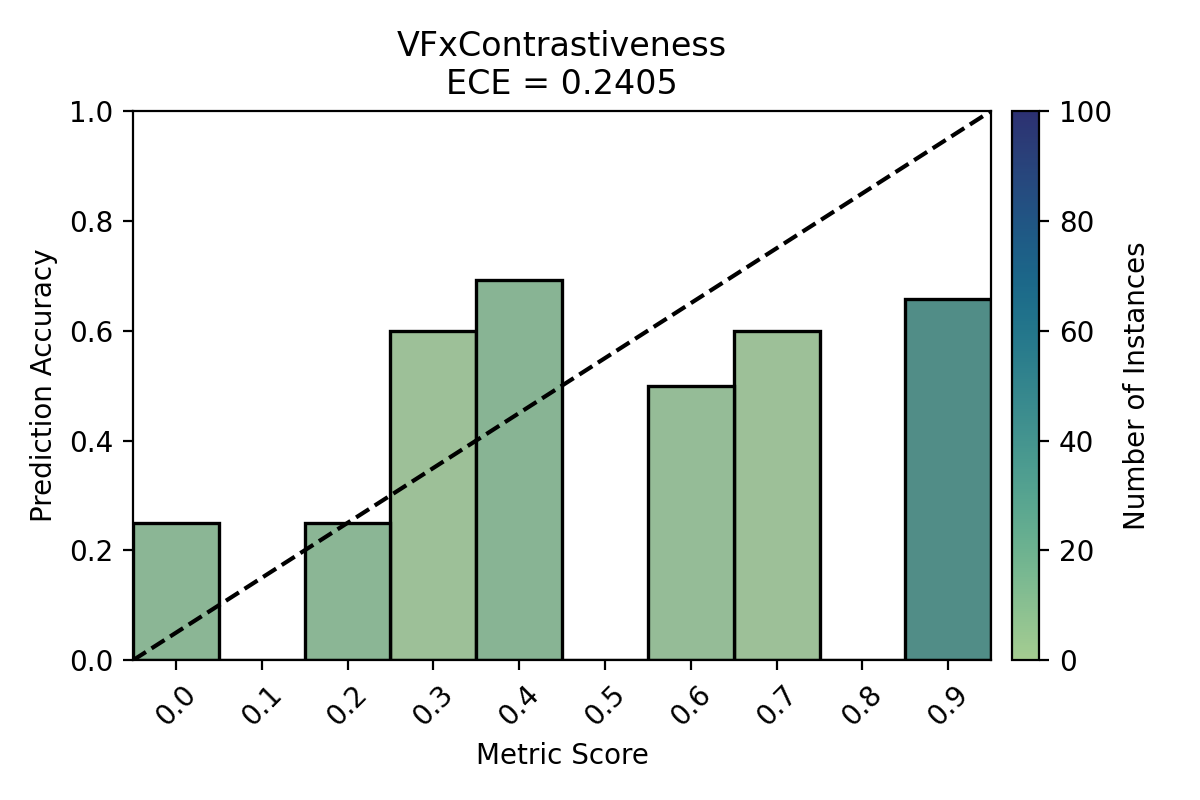 VFxContrastiveness
ECE = 0.2405
Prediction Accuracy
1.0
0.8
0.6
0.4
0.2
0.0
0.0 0.1 0.2 0.3 0.4 0.5 0.6 0.7 0.8 0.9
Metric Score
100
80
60
40
20
0
Number of Instances